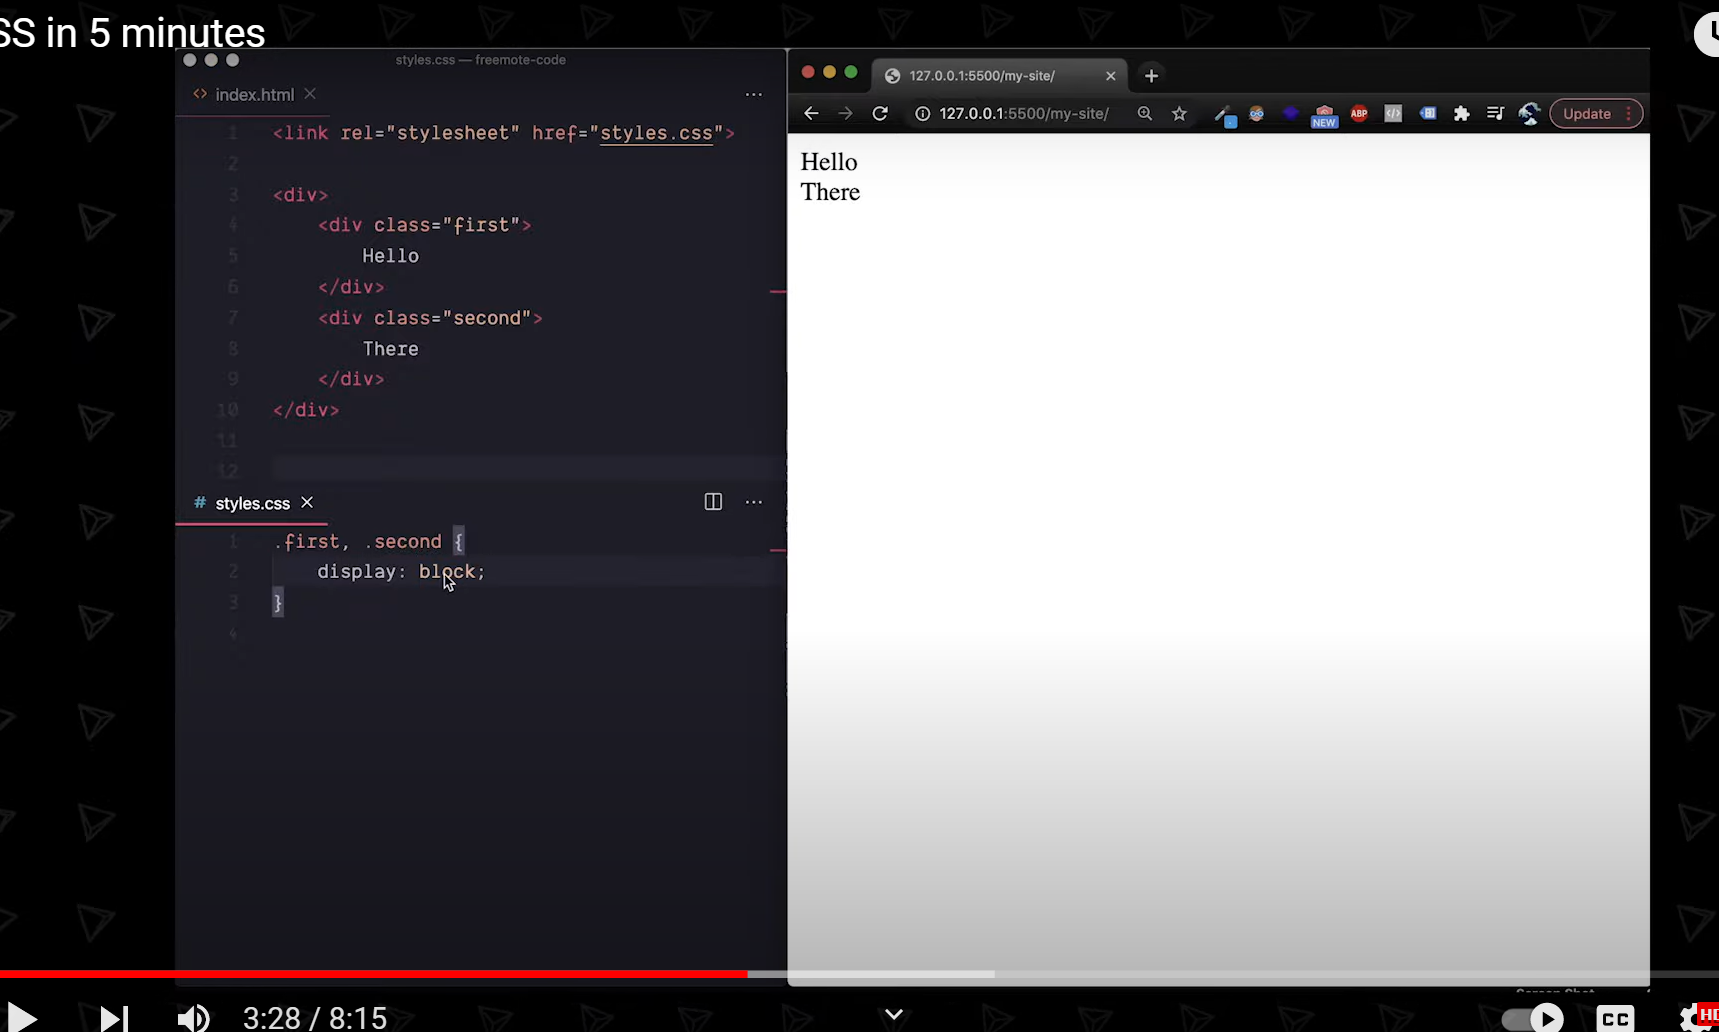 SS in 5 minutes
styles.css — freemote-code
<> index.html ×
1 <link rel="stylesheet" href="styles.css">
2
3 <div>
4 <div class="first">
5 Hello
6 </div>
7 <div class="second">
8 There
9 </div>
10 </div>
11
12
# styles.css ×
1 .first, .second {
2 display: block;
3 }
4
127.0.0.1:5500/my-site/
127.0.0.1:5500/my-site/
NEW
ABP
</>
Update
Hello
There
3:28 / 8:15
CC
HD